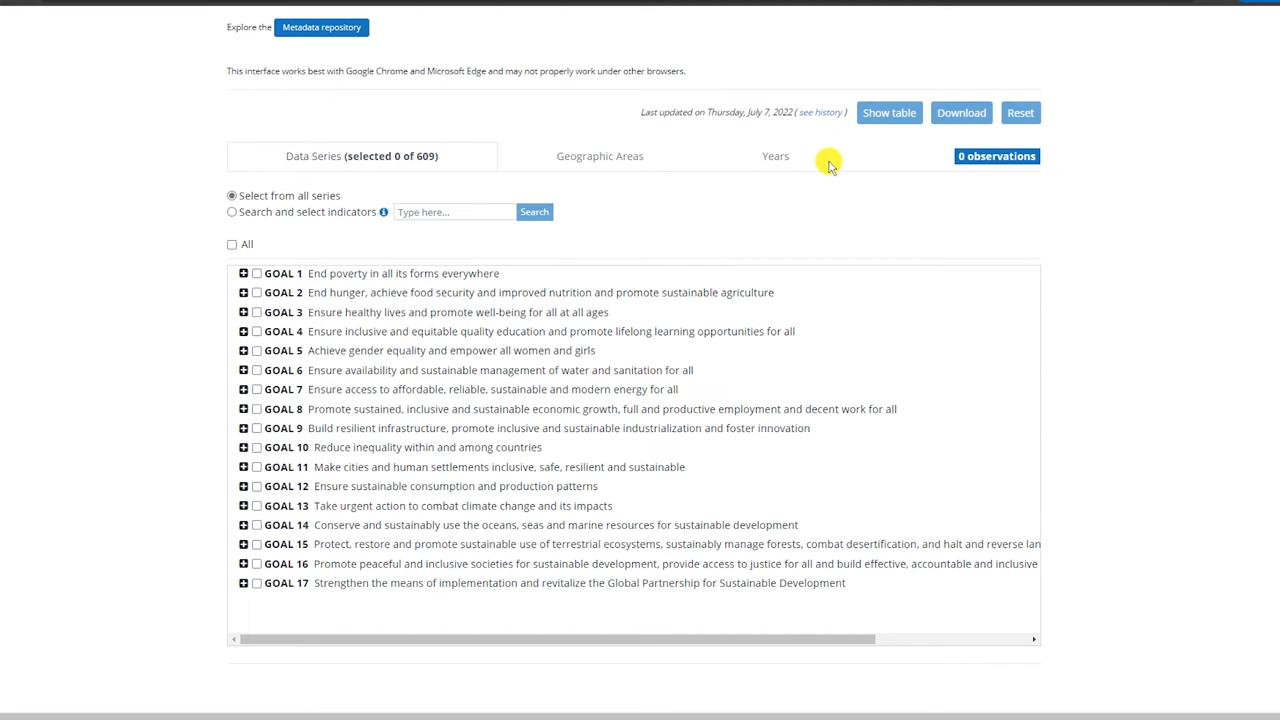 Explore the Metadata repository
This interface works best with Google Chrome and Microsoft Edge and may not properly work under other browsers.
Last updated on Thursday, July 7, 2022 ( see history ) Show table Download Reset
Data Series (selected 0 of 609) Geographic Areas Years 0 observations
Select from all series
Search and select indicators Type here... Search
All
GOAL 1 End poverty in all its forms everywhere
GOAL 2 End hunger, achieve food security and improved nutrition and promote sustainable agriculture
GOAL 3 Ensure healthy lives and promote well-being for all at all ages
GOAL 4 Ensure inclusive and equitable quality education and promote lifelong learning opportunities for all
GOAL 5 Achieve gender equality and empower all women and girls
GOAL 6 Ensure availability and sustainable management of water and sanitation for all
GOAL 7 Ensure access to affordable, reliable, sustainable and modern energy for all
GOAL 8 Promote sustained, inclusive and sustainable economic growth, full and productive employment and decent work for all
GOAL 9 Build resilient infrastructure, promote inclusive and sustainable industrialization and foster innovation
GOAL 10 Reduce inequality within and among countries
GOAL 11 Make cities and human settlements inclusive, safe, resilient and sustainable
GOAL 12 Ensure sustainable consumption and production patterns
GOAL 13 Take urgent action to combat climate change and its impacts
GOAL 14 Conserve and sustainably use the oceans, seas and marine resources for sustainable development
GOAL 15 Protect, restore and promote sustainable use of terrestrial ecosystems, sustainably manage forests, combat desertification, and halt and reverse lan
GOAL 16 Promote peaceful and inclusive societies for sustainable development, provide access to justice for all and build effective, accountable and inclusive
GOAL 17 Strengthen the means of implementation and revitalize the Global Partnership for Sustainable Development